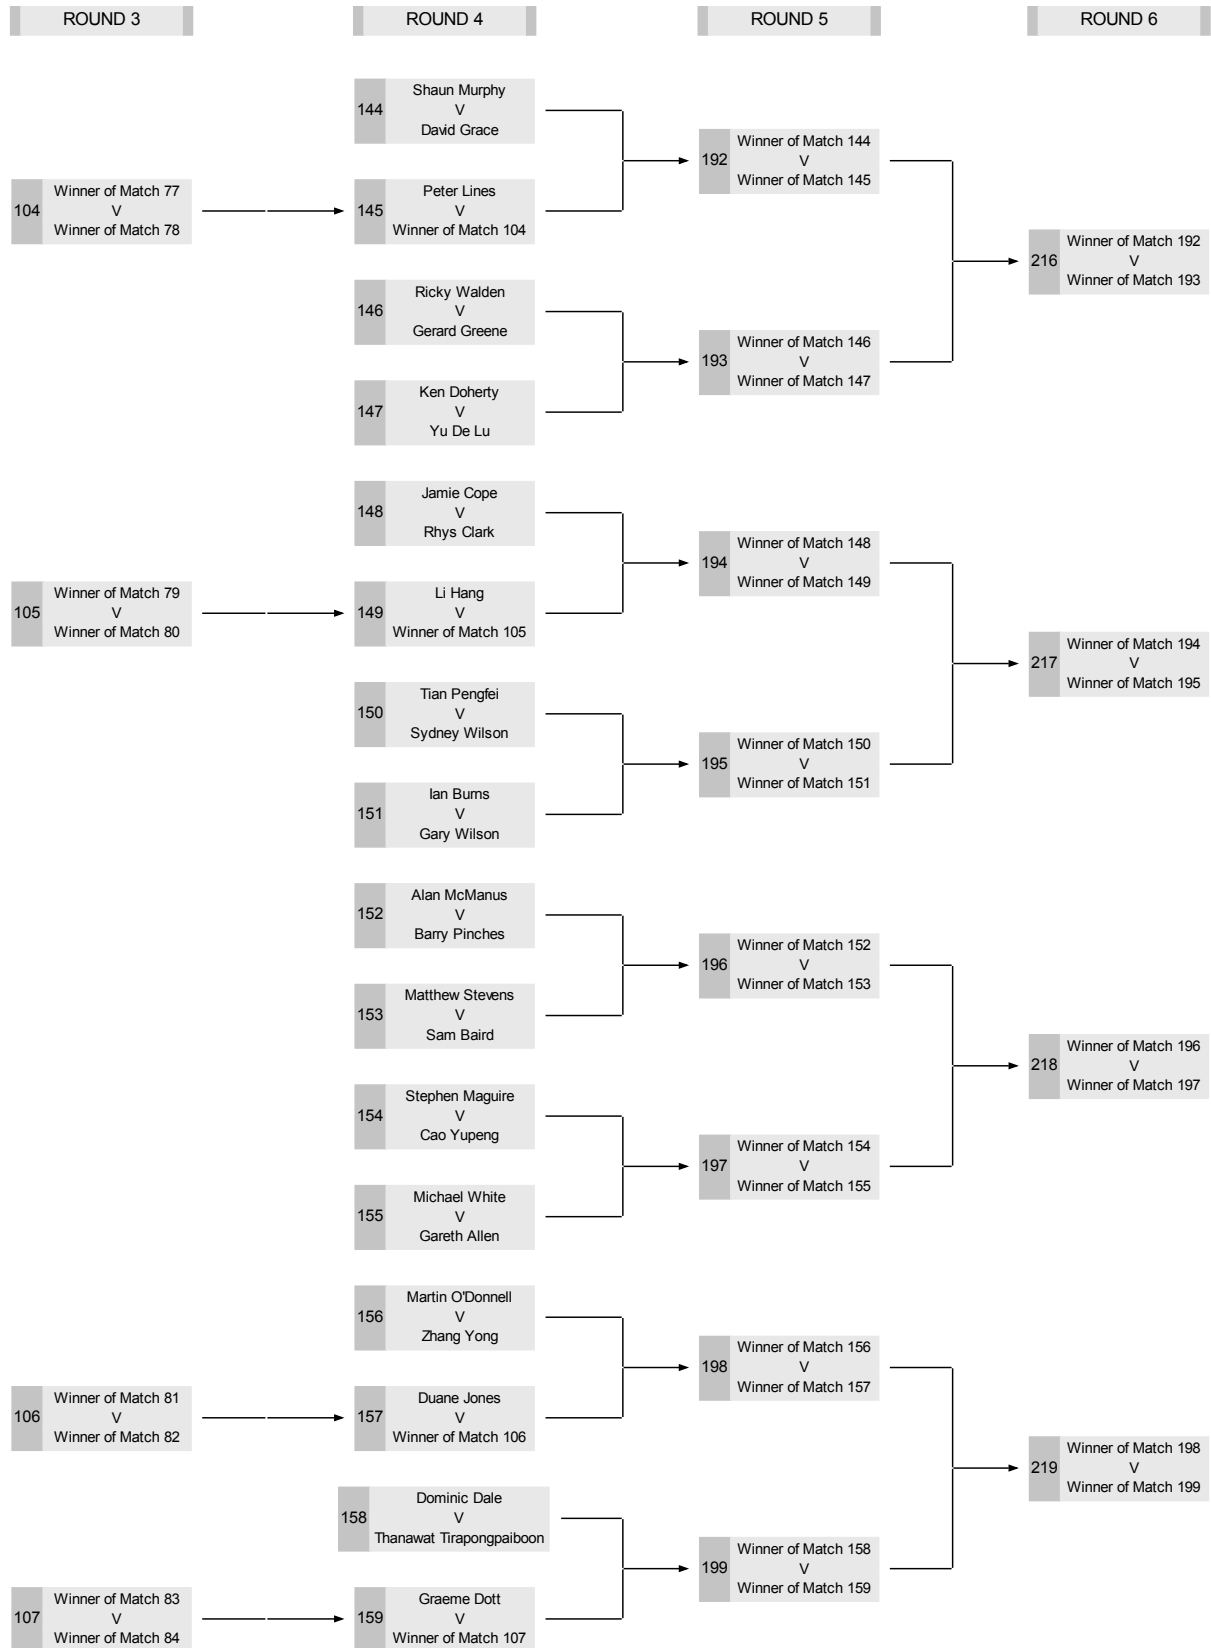 ROUND 3
ROUND 4
ROUND 5
ROUND 6
104
Winner of Match 77
V
Winner of Match 78
105
Winner of Match 79
V
Winner of Match 80
106
Winner of Match 81
V
Winner of Match 82
107
Winner of Match 83
V
Winner of Match 84
144
Shaun Murphy
V
David Grace
145
Peter Lines
V
Winner of Match 104
146
Ricky Walden
V
Gerard Greene
147
Ken Doherty
V
Yu De Lu
148
Jamie Cope
V
Rhys Clark
149
Li Hang
V
Winner of Match 105
150
Tian Pengfei
V
Sydney Wilson
151
Ian Burns
V
Gary Wilson
152
Alan McManus
V
Barry Pinches
153
Matthew Stevens
V
Sam Baird
154
Stephen Maguire
V
Cao Yupeng
155
Michael White
V
Gareth Allen
156
Martin O'Donnell
V
Zhang Yong
157
Duane Jones
V
Winner of Match 106
158
Dominic Dale
V
Thanawat Tirapongpaiboon
159
Graeme Dott
V
Winner of Match 107
192
Winner of Match 144
V
Winner of Match 145
193
Winner of Match 146
V
Winner of Match 147
194
Winner of Match 148
V
Winner of Match 149
195
Winner of Match 150
V
Winner of Match 151
196
Winner of Match 152
V
Winner of Match 153
197
Winner of Match 154
V
Winner of Match 155
198
Winner of Match 156
V
Winner of Match 157
199
Winner of Match 158
V
Winner of Match 159
216
Winner of Match 192
V
Winner of Match 193
217
Winner of Match 194
V
Winner of Match 195
218
Winner of Match 196
V
Winner of Match 197
219
Winner of Match 198
V
Winner of Match 199